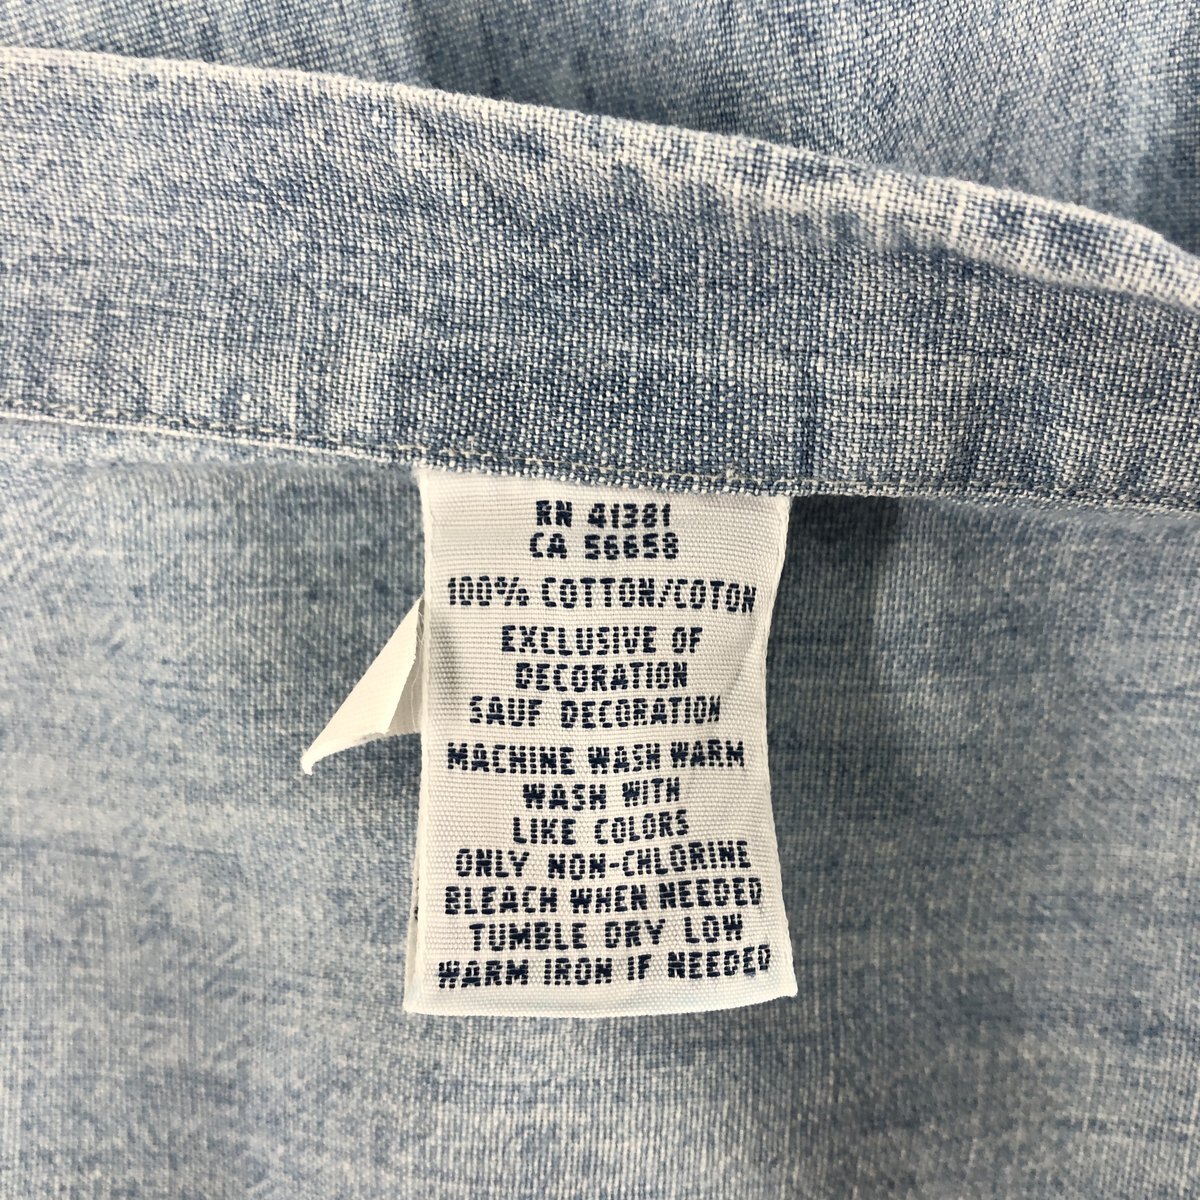 RN 41381
CA 56658
100% COTTON/COTON
EXCLUSIVE OF
DECORATION
SAUF DECORATION
MACHINE WASH WARM
WASH WITH
LIKE COLORS
ONLY NON-CHLORINE
BLEACH WHEN NEEDED
TUMBLE DRY LOW
WARM IRON IF NEEDED